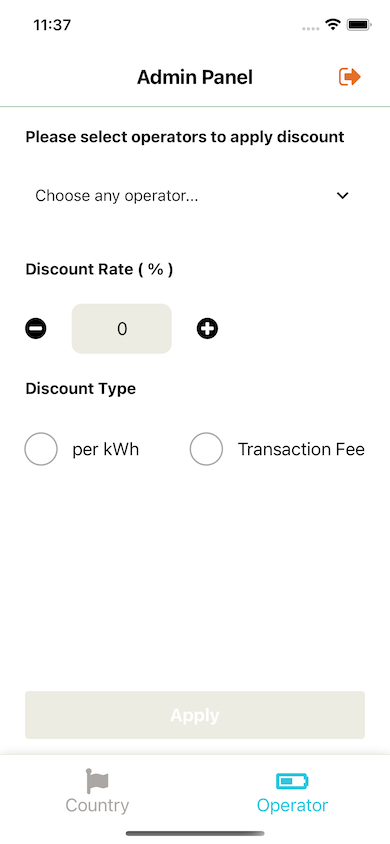 11:37
Admin Panel
Please select operators to apply discount
Choose any operator...
Discount Rate ( % )
0
Discount Type
per kWh
Transaction Fee
Apply
Country
Operator